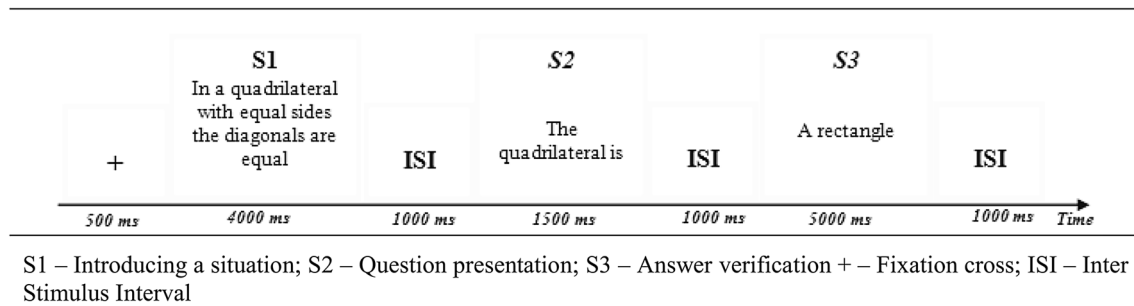 S1
In a quadrilateral
with equal sides
the diagonals are
equal
S2
The
quadrilateral is
S3
A rectangle
+
ISI
ISI
ISI
500 ms
4000 ms
1000 ms
1500 ms
1000 ms
5000 ms
1000 ms
Time
S1 – Introducing a situation; S2 – Question presentation; S3 – Answer verification + – Fixation cross; ISI – Inter
Stimulus Interval